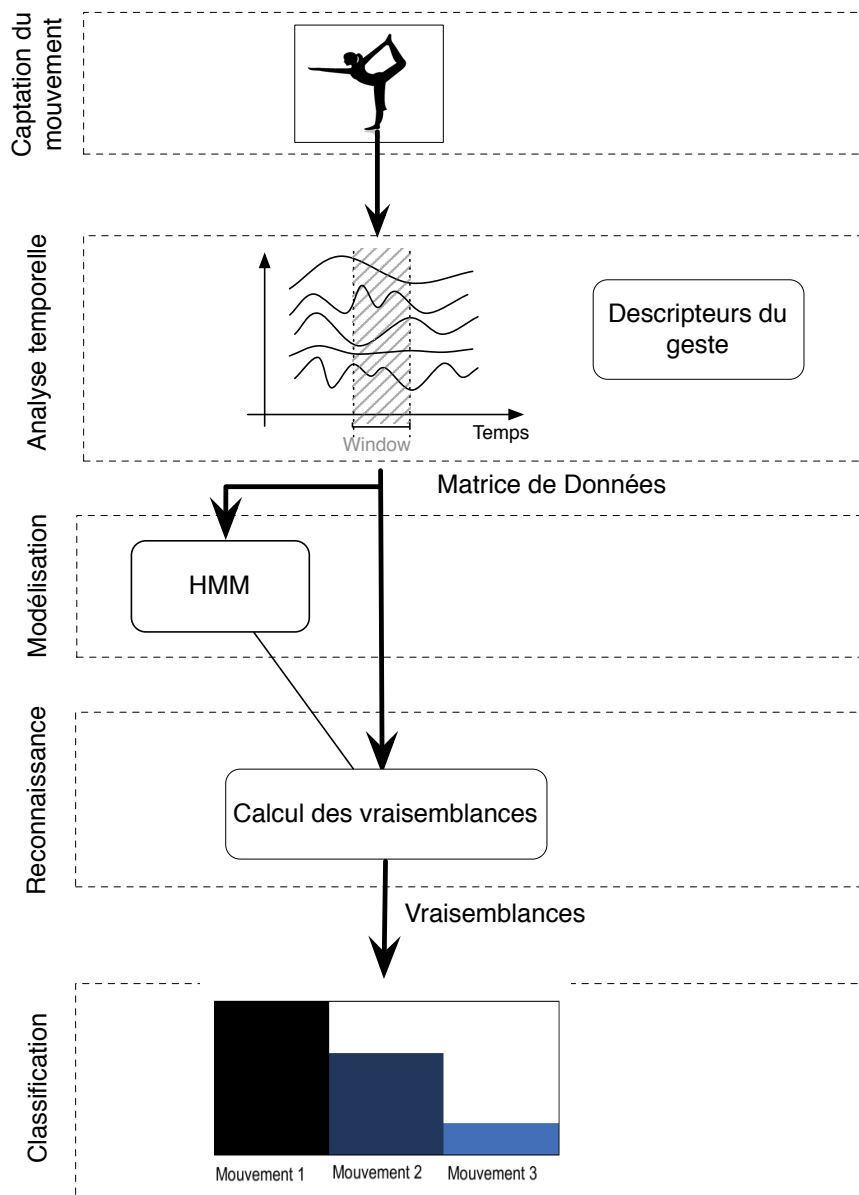 Captation du
mouvement
Analyse temporelle
Descripteurs du
geste
Temps
Window
Matrice de Données
Modélisation
HMM
Reconnaissance
Calcul des vraisemblances
Vraisemblances
Classification
Mouvement 1
Mouvement 2
Mouvement 3